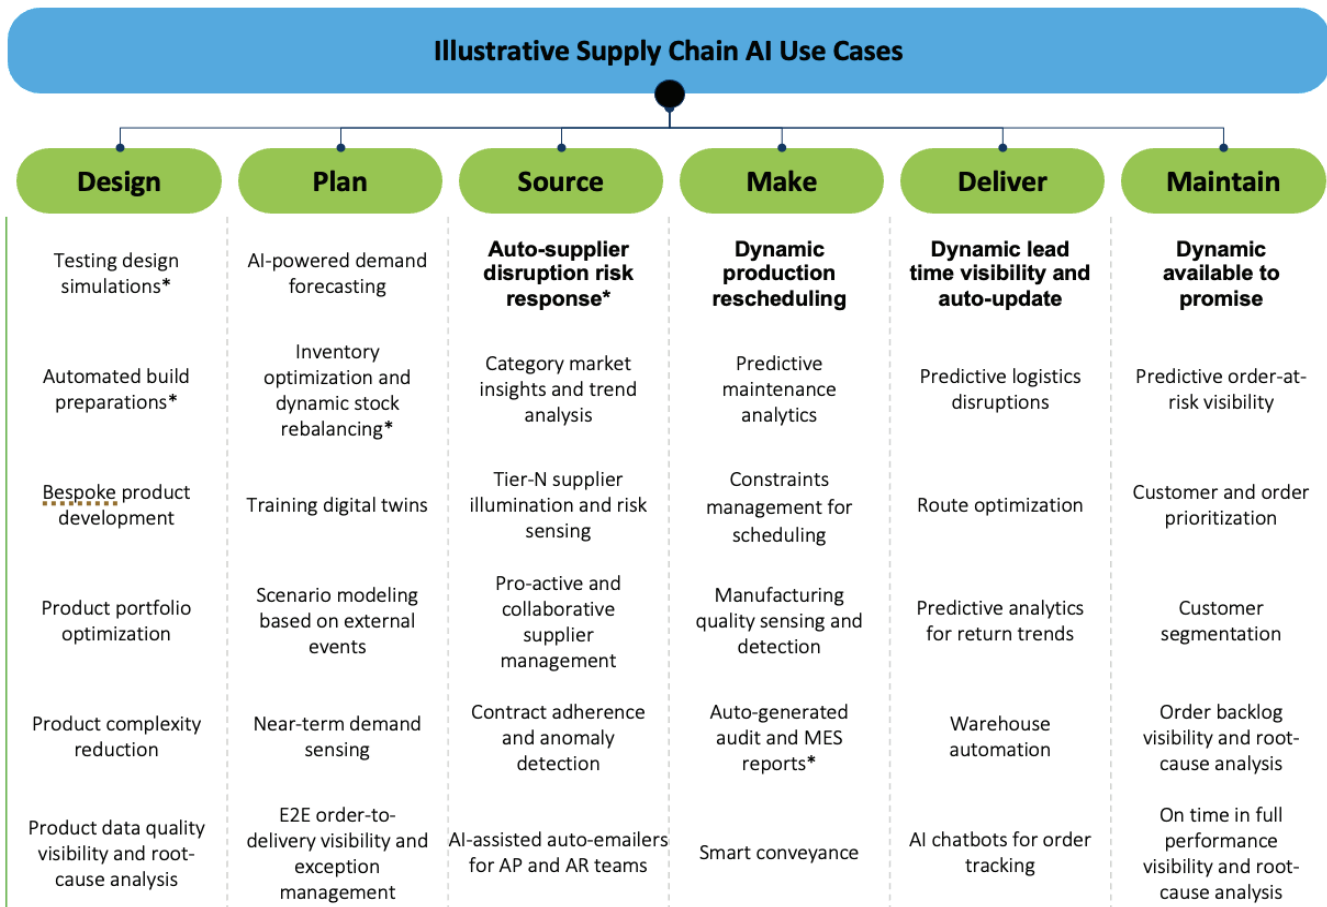 Illustrative Supply Chain AI Use Cases
Design
Plan
Source
Make
Deliver
Maintain
Testing design
simulations*
AI-powered demand
forecasting
Auto-supplier
disruption risk
response*
Dynamic
production
rescheduling
Dynamic lead
time visibility and
auto-update
Dynamic
available to
promise
Automated build
preparations*
Inventory
optimization and
dynamic stock
rebalancing*
Category market
insights and trend
analysis
Predictive
maintenance
analytics
Predictive logistics
disruptions
Predictive order-at-
risk visibility
Bespoke product
development
Training digital twins
Tier-N supplier
illumination and risk
sensing
Constraints
management for
scheduling
Route optimization
Customer and order
prioritization
Product portfolio
optimization
Scenario modeling
based on external
events
Pro-active and
collaborative
supplier
management
Manufacturing
quality sensing and
detection
Predictive analytics
for return trends
Customer
segmentation
Product complexity
reduction
Near-term demand
sensing
Contract adherence
and anomaly
detection
Auto-generated
audit and MES
reports*
Warehouse
automation
Order backlog
visibility and root-
cause analysis
Product data quality
visibility and root-
cause analysis
E2E order-to-
delivery visibility and
exception
management
AI-assisted auto-emailers
for AP and AR teams
Smart conveyance
AI chatbots for order
tracking
On time in full
performance
visibility and root-
cause analysis